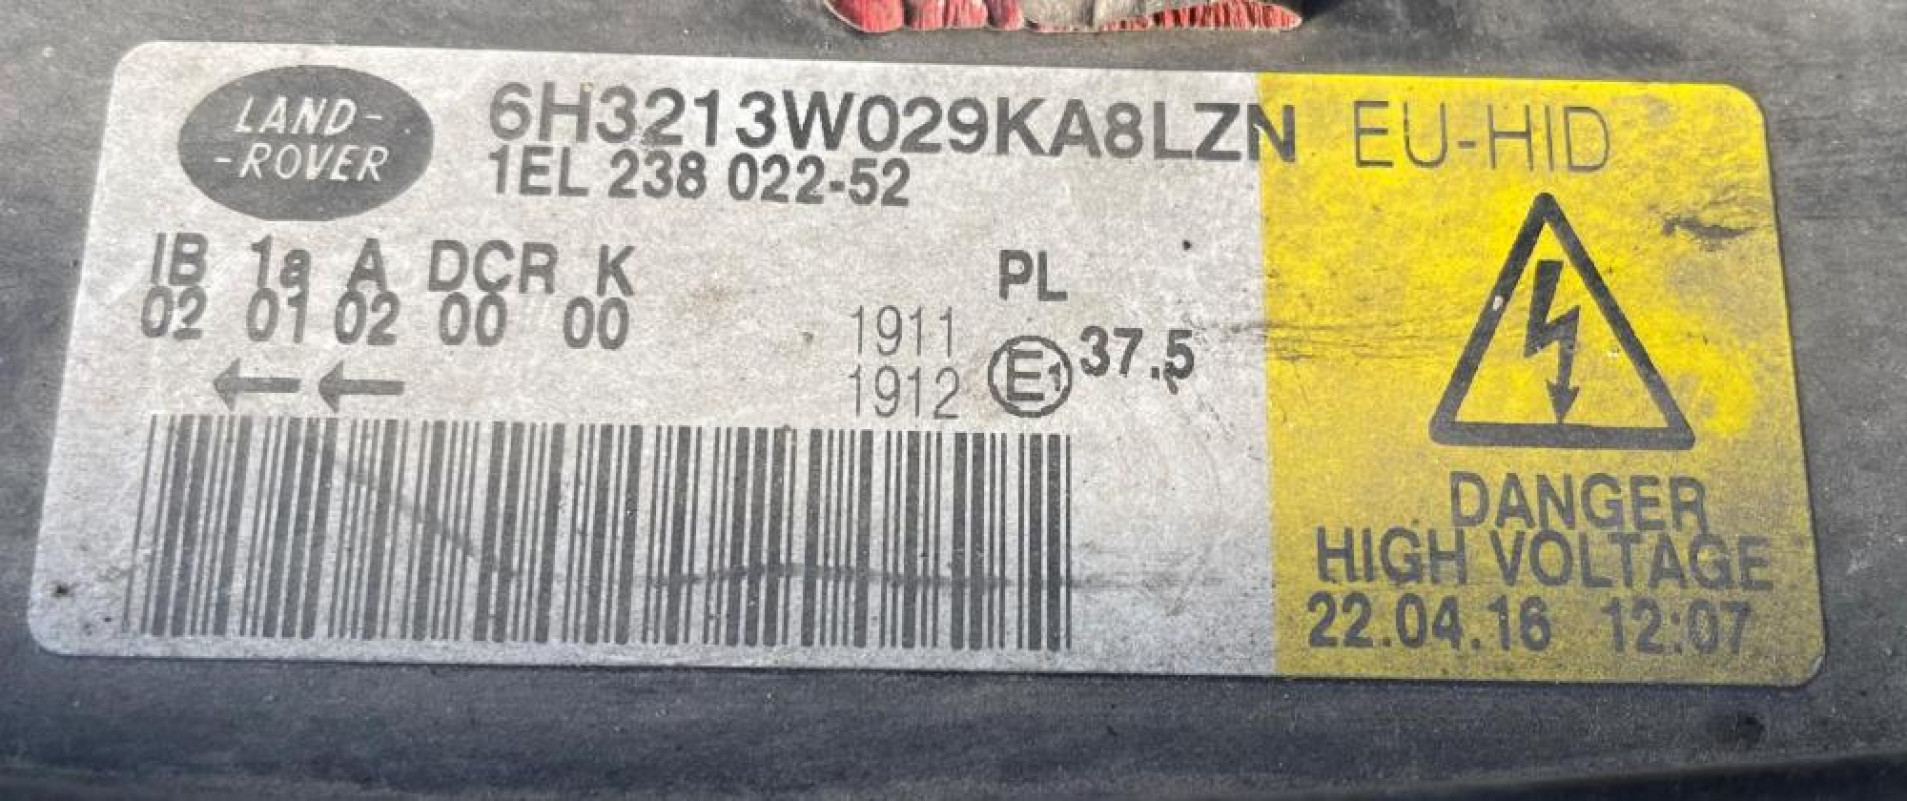 LAND-
-ROVER
6H3213W029KA8LZN EU-HID
1EL 238 022-52
IB 1a A DCR K
02 01 02 00 00
PL
1911
1912
E1 37.5
DANGER
HIGH VOLTAGE
22.04.16 12:07